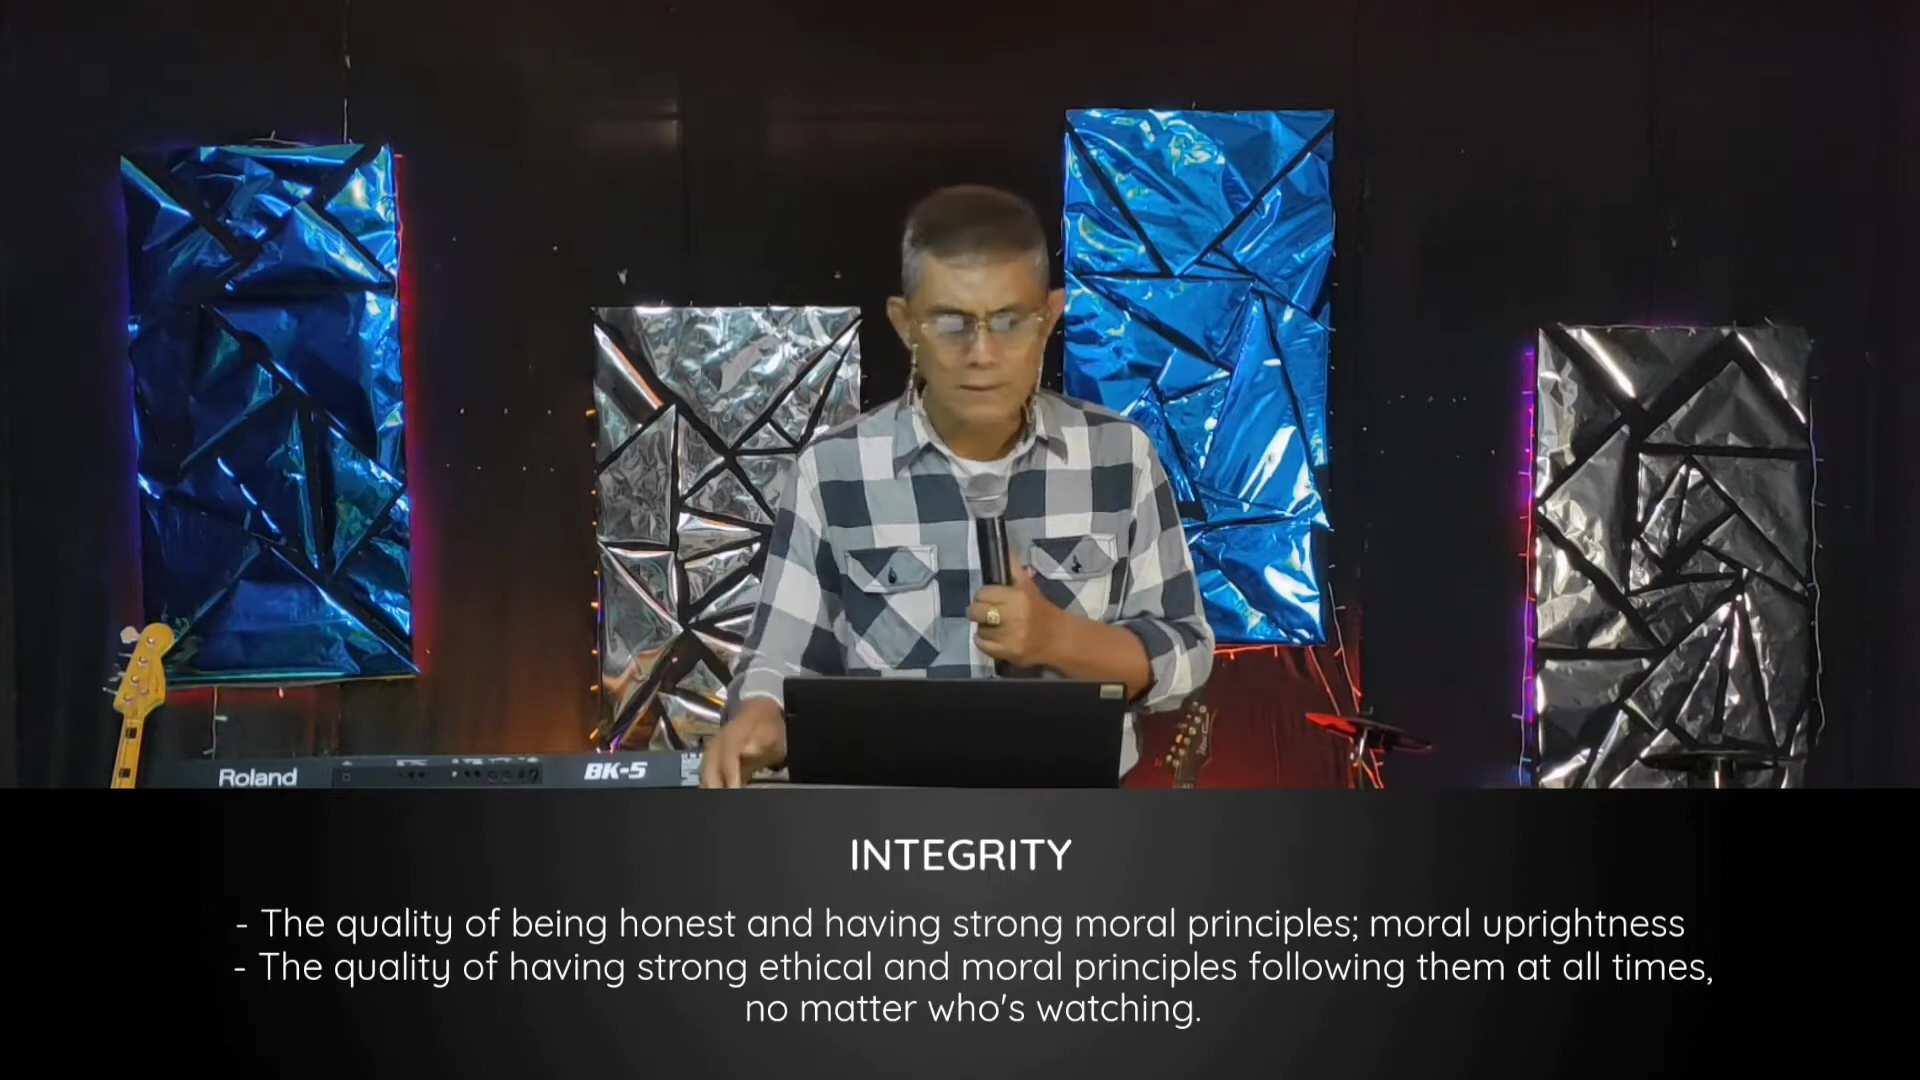 Roland
BK-5
INTEGRITY
- The quality of being honest and having strong moral principles; moral uprightness
- The quality of having strong ethical and moral principles following them at all times,
no matter who's watching.